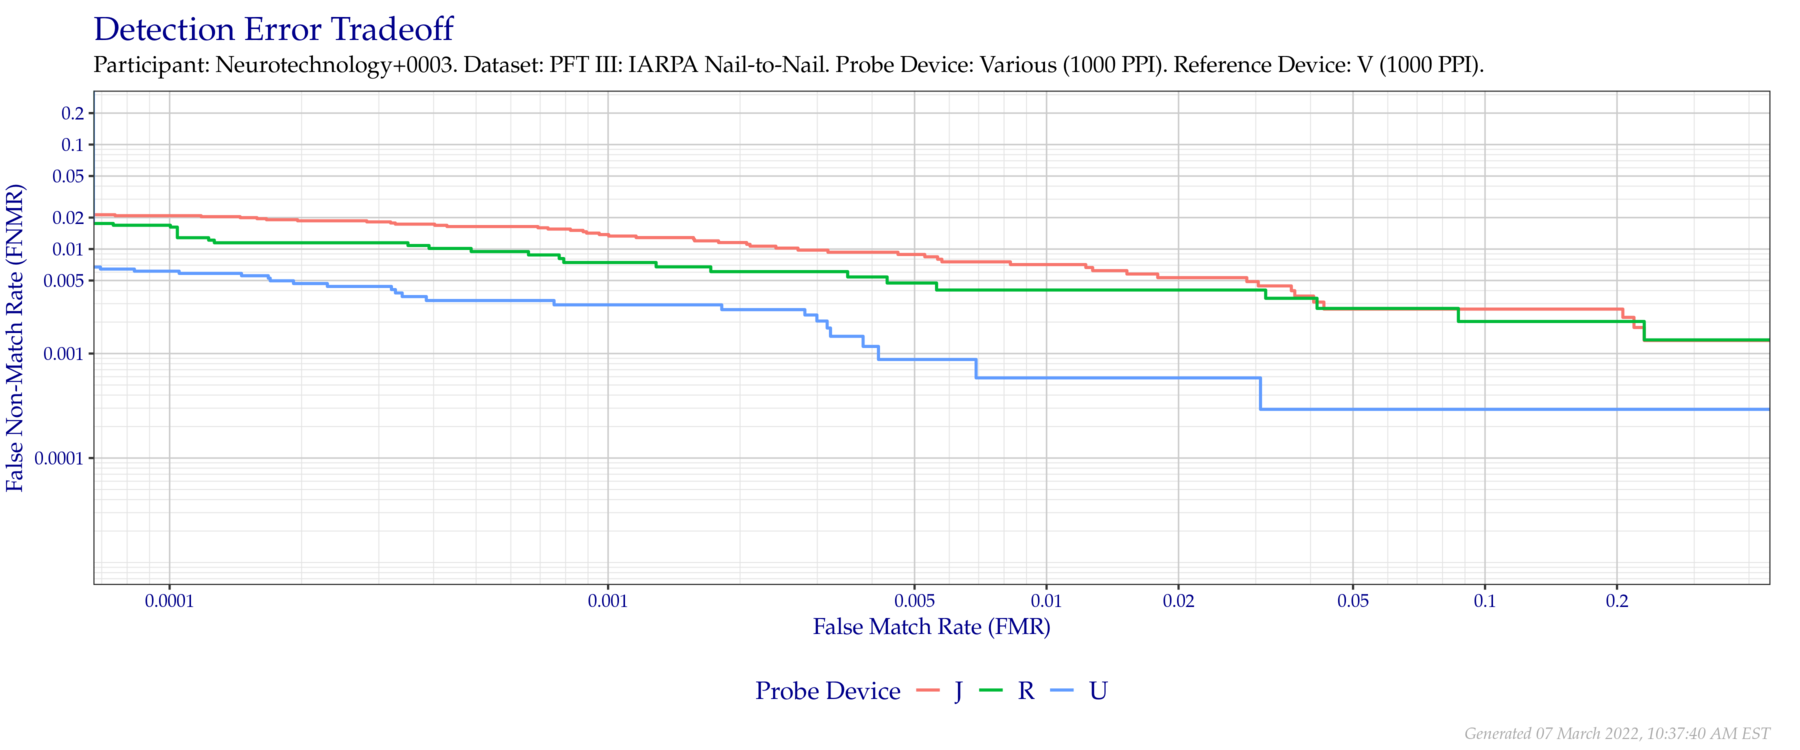 Detection Error Tradeoff
Participant: Neurotechnology+0003. Dataset: PFT III: IARPA Nail-to-Nail. Probe Device: Various (1000 PPI). Reference Device: V (1000 PPI).
False Non-Match Rate (FNMR)
0.2
0.1
0.05
0.02
0.01
0.005
0.001
0.0001
0.0001 0.001 0.005 0.01 0.02 0.05 0.1 0.2
False Match Rate (FMR)
Probe Device J R U
Generated 07 March 2022, 10:37:40 AM EST